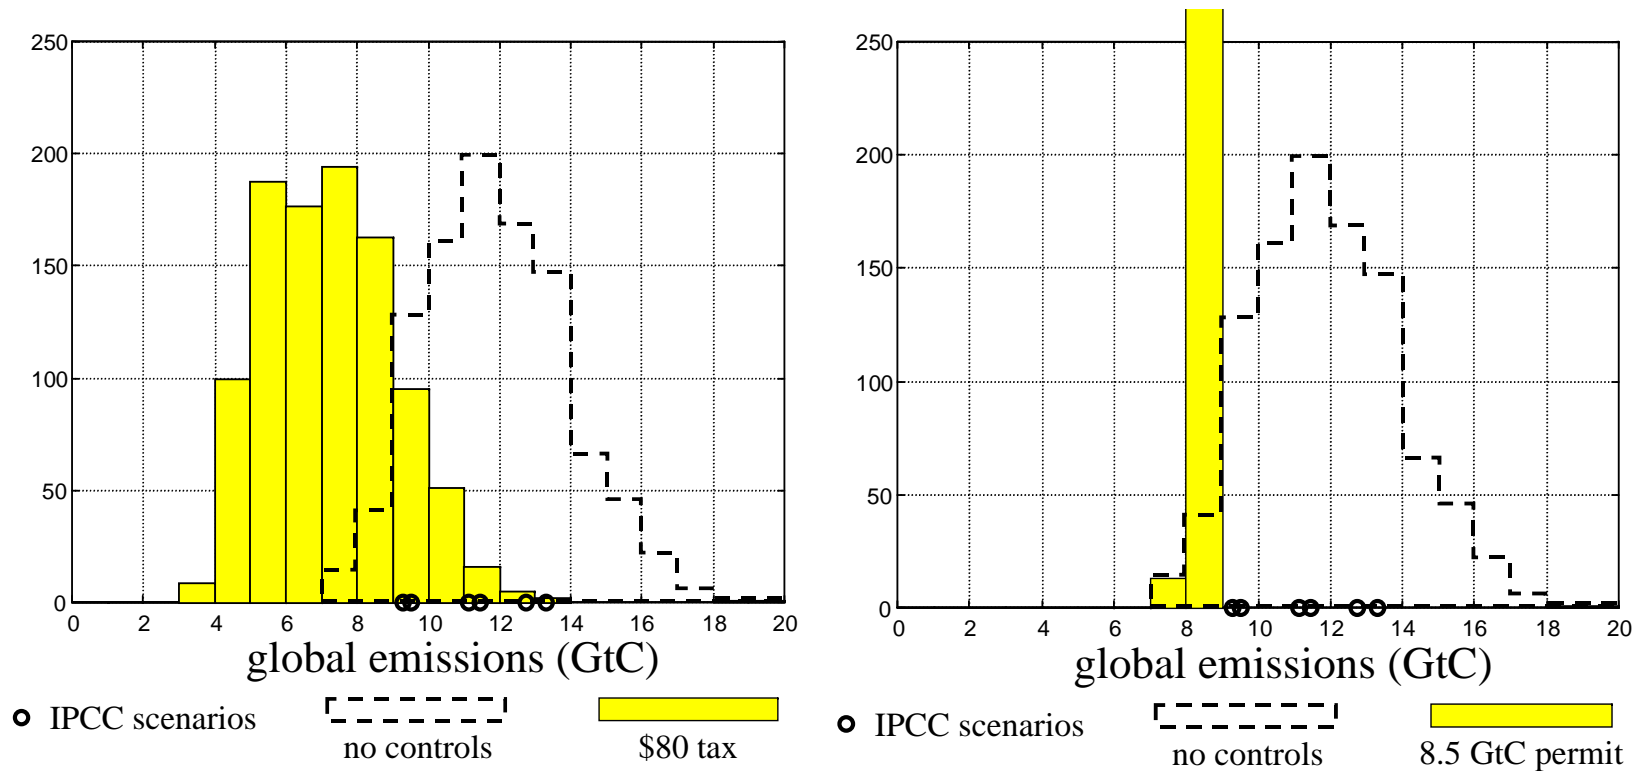 250
200
150
100
50
0
0 2 4 6 8 10 12 14 16 18 20
global emissions (GtC)
IPCC scenarios
no controls
$80 tax
250
200
150
100
50
0
0 2 4 6 8 10 12 14 16 18 20
global emissions (GtC)
IPCC scenarios
no controls
8.5 GtC permit